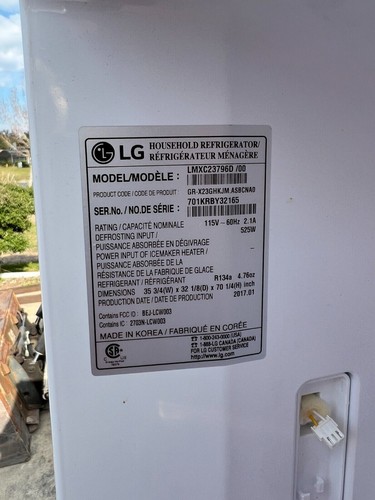 LG HOUSEHOLD REFRIGERATOR/
RÉFRIGÉRATEUR MÉNAGÈRE
MODEL/MODÈLE : LMXC23796D /00
PRODUCT CODE / CODE DE PRODUIT : GR-X23GHKJM.ASBCNA0
SER.No./ NO.DE SÉRIE : 701KRBY32165
RATING / CAPACITÉ NOMINALE 115V~60Hz 2.1A
DEFROSTING INPUT / 525W
PUISSANCE ABSORBÉE EN DÉGIVRAGE
POWER INPUT OF ICEMAKER HEATER /
PUISSANCE ABSORBÉE EN
RÉSISTANCE DE LA FABRIQUE DE GLACE
REFRIGERANT / RÉFRIGÉRANT R134a 4.76oz
DIMENSIONS 35 3/4(W) x 32 1/8(D) x 70 1/4(H) inch
PRODUCTION DATE / DATE DE PRODUCTION 2017.01
Contains FCC ID : BEJ-LCW003
Contains IC : 2703N-LCW003
MADE IN KOREA / FABRIQUÉ EN CORÉE
1-800-243-0000 (USA)
1-888-LG CANADA (CANADA)
FOR LG CUSTOMER SERVICE
http://www.lg.com